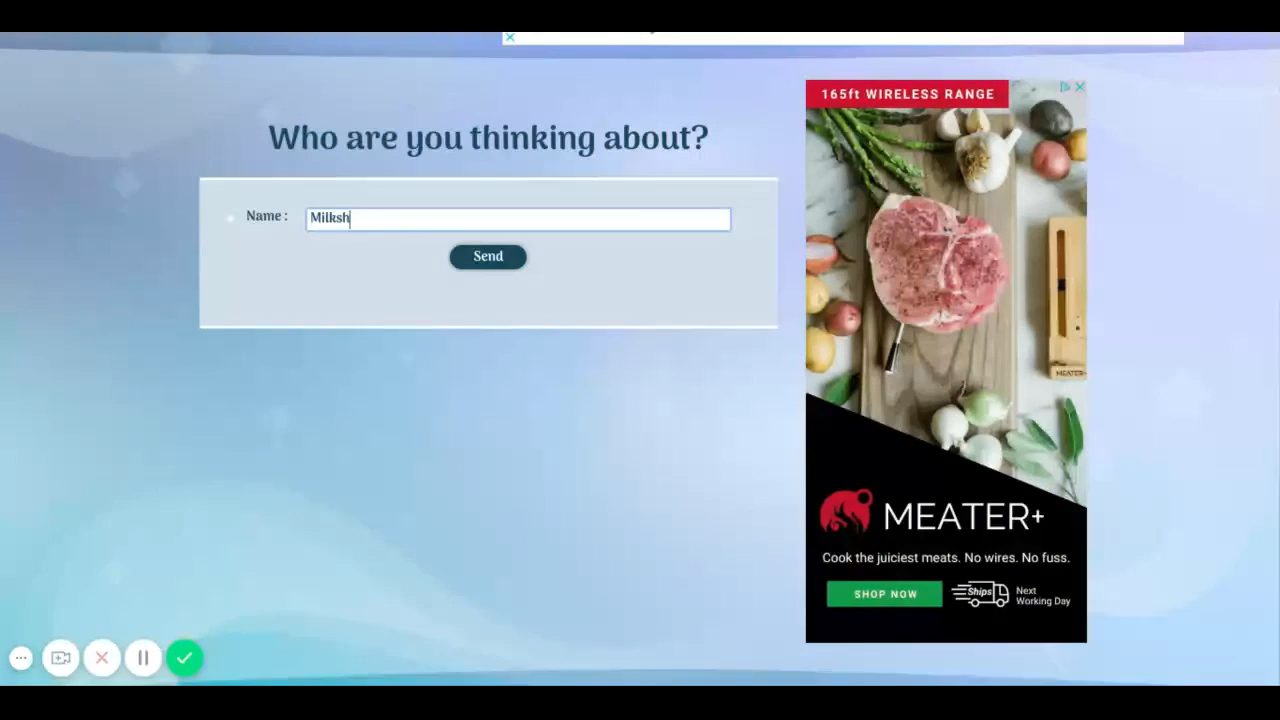 Who are you thinking about?
Name :
Milksh
Send
165ft WIRELESS RANGE
MEATER+
MEATER+
Cook the juiciest meats. No wires. No fuss.
SHOP NOW
Ships
Next
Working Day